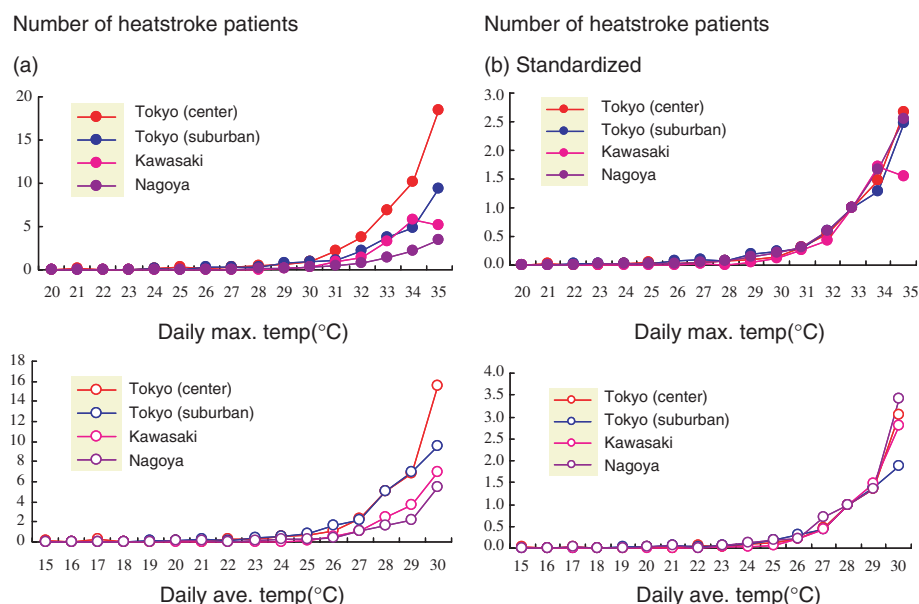 Number of heatstroke patients
(a)
20
15
10
5
0
Tokyo (center)
Tokyo (suburban)
Kawasaki
Nagoya
20 21 22 23 24 25 26 27 28 29 30 31 32 33 34 35
Daily max. temp(°C)
Number of heatstroke patients
(b) Standardized
3.0
2.5
2.0
1.5
1.0
0.5
0.0
Tokyo (center)
Tokyo (suburban)
Kawasaki
Nagoya
20 21 22 23 24 25 26 27 28 29 30 31 32 33 34 35
Daily max. temp(°C)
18
16
14
12
10
8
6
4
2
0
Tokyo (center)
Tokyo (suburban)
Kawasaki
Nagoya
15 16 17 18 19 20 21 22 23 24 25 26 27 28 29 30
Daily ave. temp(°C)
4.0
3.5
3.0
2.5
2.0
1.5
1.0
0.5
0.0
Tokyo (center)
Tokyo (suburban)
Kawasaki
Nagoya
15 16 17 18 19 20 21 22 23 24 25 26 27 28 29 30
Daily ave. temp(°C)